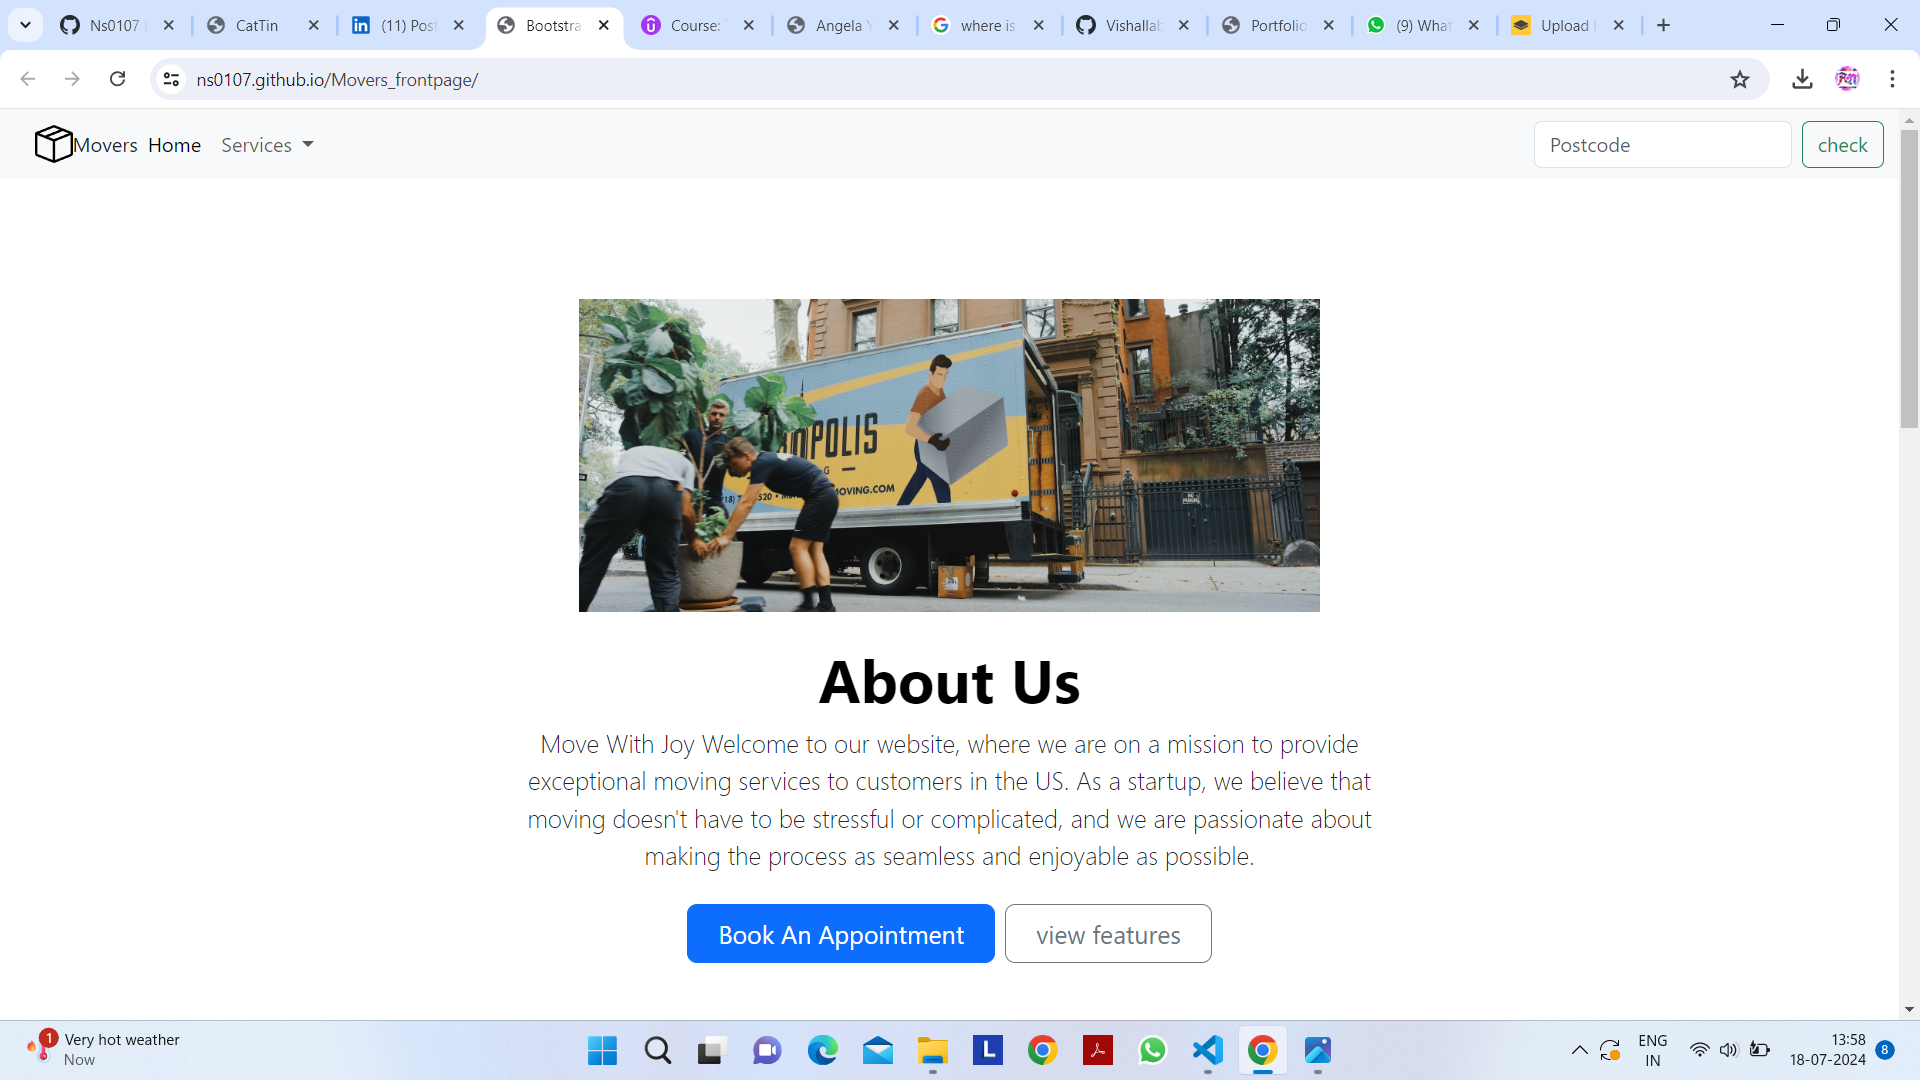 Ns0107
CatTin
(11) Post
Bootstra
Course:
Angela Y
where is
Vishallab
Portfolio
(9) What
Upload
ns0107.github.io/Movers_frontpage/
Movers Home Services
Postcode
check
OPOLIS
G
520
MOVING.COM
About Us
Move With Joy Welcome to our website, where we are on a mission to provide
exceptional moving services to customers in the US. As a startup, we believe that
moving doesn't have to be stressful or complicated, and we are passionate about
making the process as seamless and enjoyable as possible.
Book An Appointment
view features
1
Very hot weather
Now
L
ENG
IN
13:58
18-07-2024
8